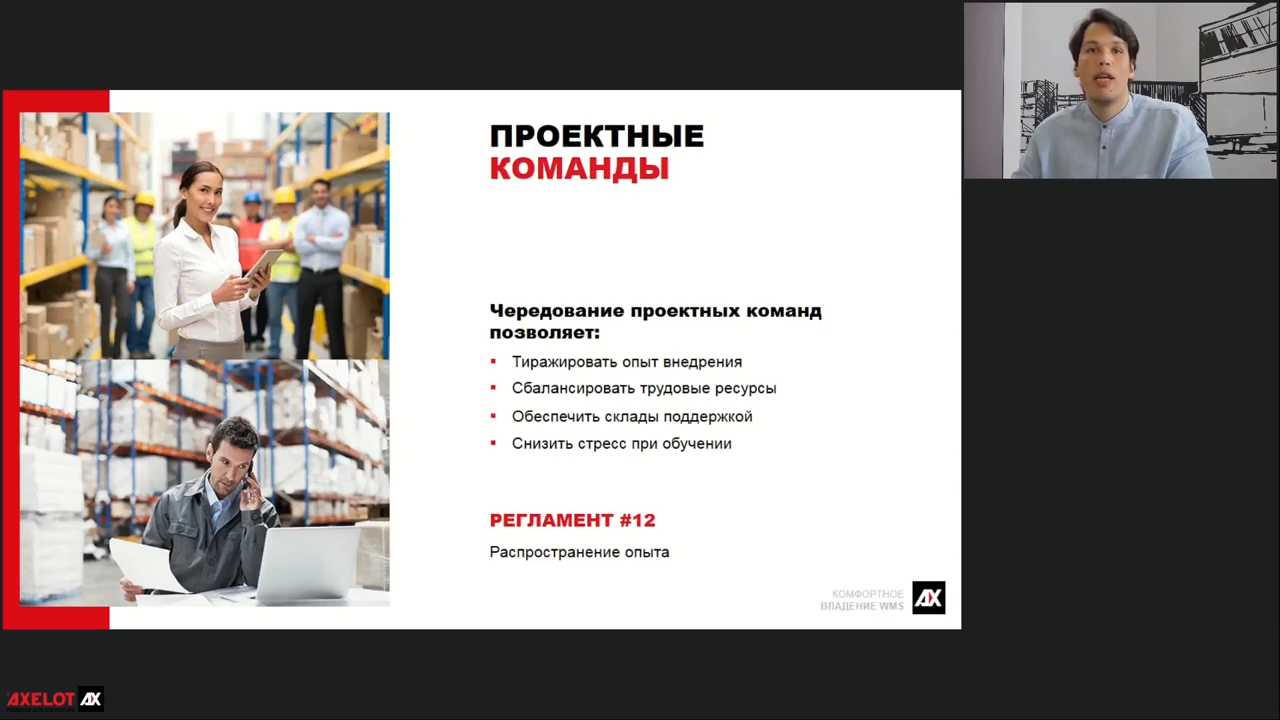 ПРОЕКТНЫЕ
КОМАНДЫ
Чередование проектных команд
позволяет:
Тиражировать опыт внедрения
Сбалансировать трудовые ресурсы
Обеспечить склады поддержкой
Снизить стресс при обучении
РЕГЛАМЕНТ #12
Распространение опыта
КОМФОРТНОЕ
ВЛАДЕНИЕ WMS
AX
AXELOT AX